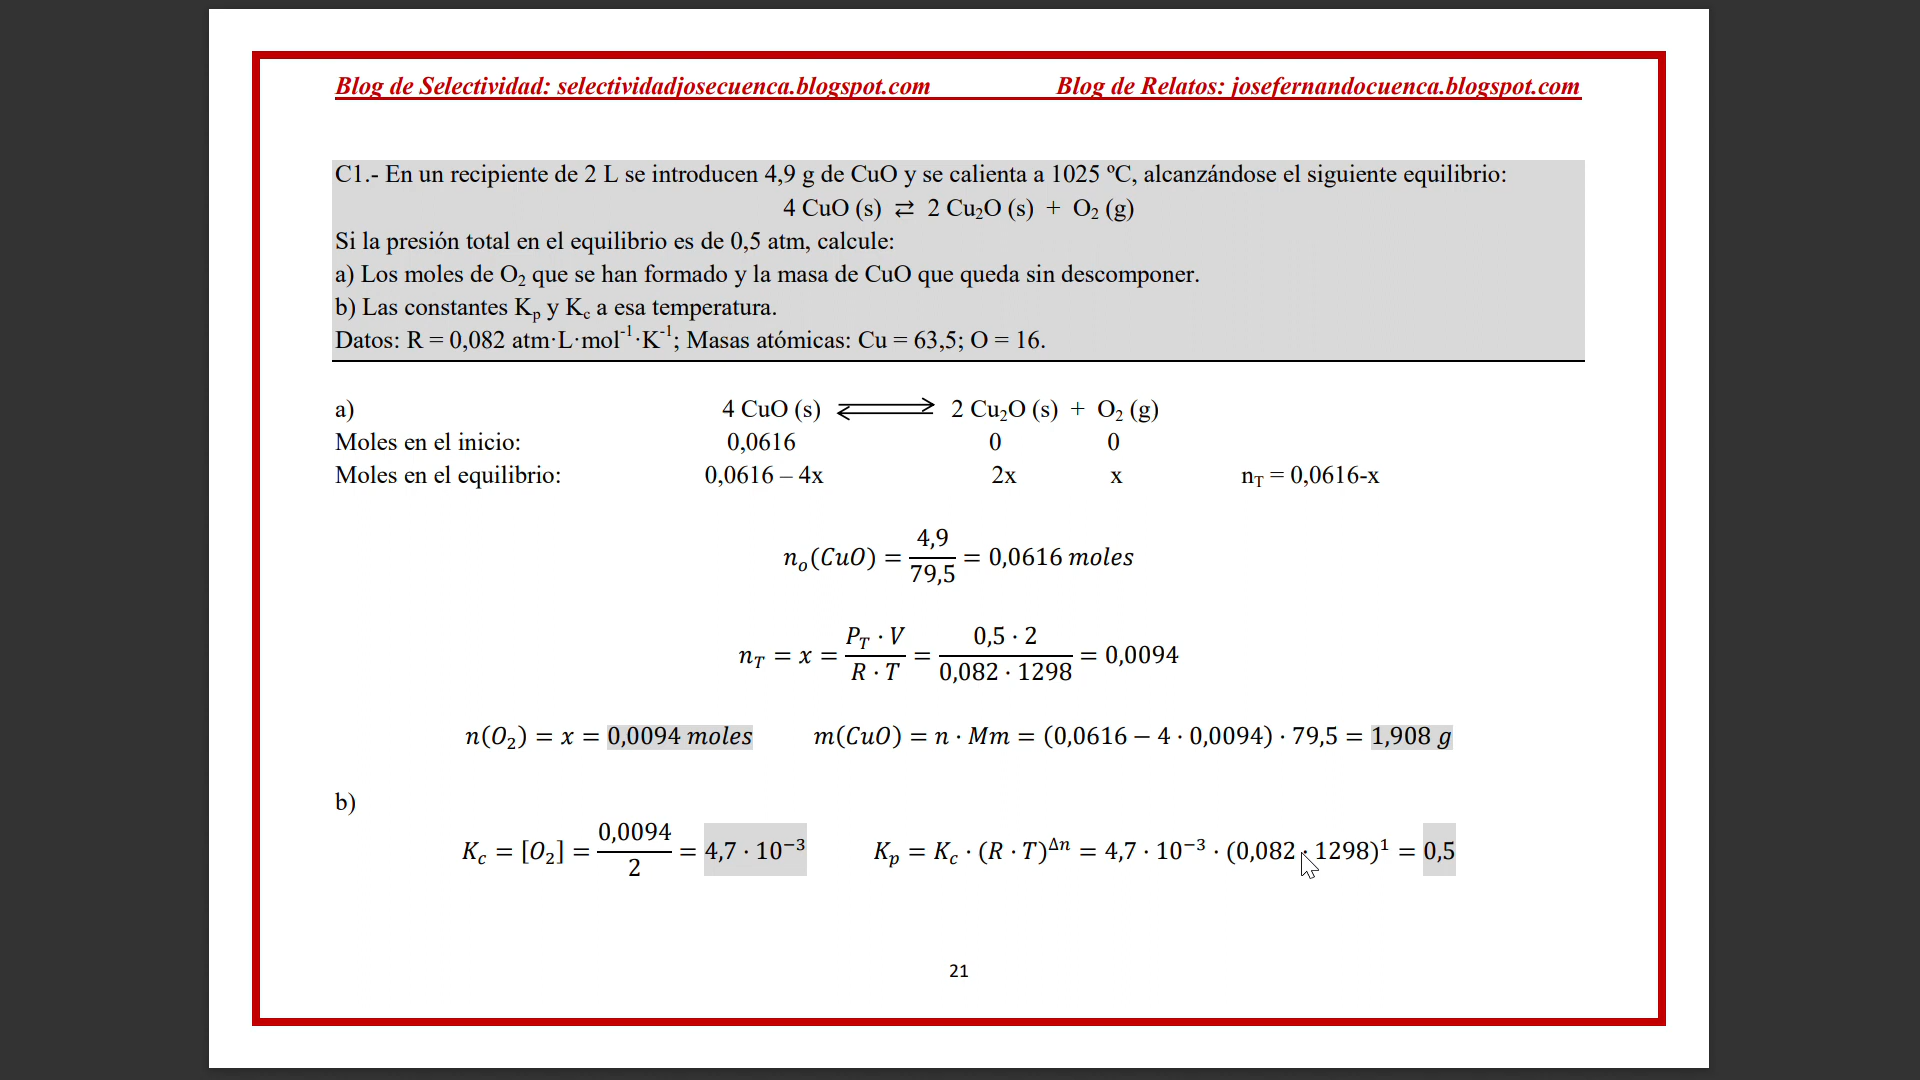 Blog de Selectividad: selectividadjosecuenca.blogspot.com Blog de Relatos: josefernandocuenca.blogspot.com
C1.- En un recipiente de 2 L se introducen 4,9 g de CuO y se calienta a 1025 ºC, alcanzándose el siguiente equilibrio:
4 CuO (s) ⇄ 2 Cu₂O (s) + O₂ (g)
Si la presión total en el equilibrio es de 0,5 atm, calcule:
a) Los moles de O₂ que se han formado y la masa de CuO que queda sin descomponer.
b) Las constantes Kp y Kc a esa temperatura.
Datos: R = 0,082 atm·L·mol⁻¹·K⁻¹; Masas atómicas: Cu = 63,5; O = 16.
a) 4 CuO (s) ⇌ 2 Cu₂O (s) + O₂ (g)
Moles en el inicio: 0,0616 0 0
Moles en el equilibrio: 0,0616 – 4x 2x x nT = 0,0616-x
nₒ(CuO) = 4,9/79,5 = 0,0616 moles
nT = x = PT · V/R · T = 0,5 · 2/0,082 · 1298 = 0,0094
n(O₂) = x = 0,0094 moles m(CuO) = n · Mm = (0,0616 − 4 · 0,0094) · 79,5 = 1,908 g
b)
Kc = [O₂] = 0,0094/2 = 4,7 · 10⁻³ Kp = Kc · (R · T)^Δn = 4,7 · 10⁻³ · (0,082 · 1298)¹ = 0,5
21